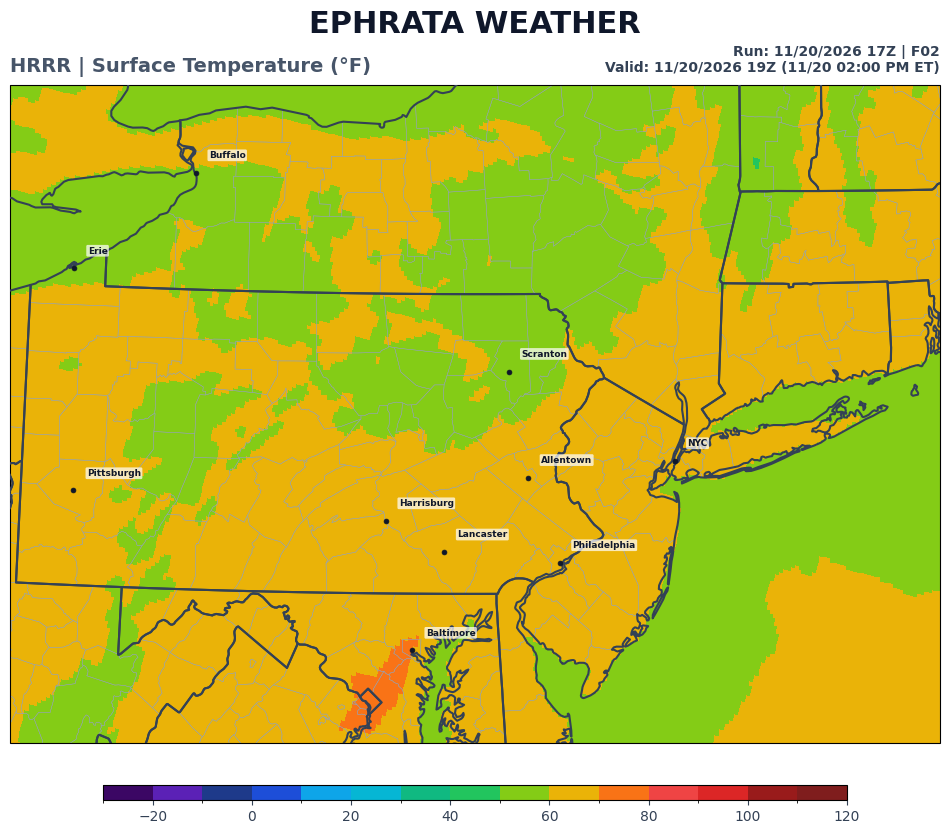 EPHRATA WEATHER
HRRR | Surface Temperature (°F)
Run: 11/20/2026 17Z | F02
Valid: 11/20/2026 19Z (11/20 02:00 PM ET)
Buffalo
Erie
Scranton
NYC
Allentown
Pittsburgh
Harrisburg
Lancaster
Philadelphia
Baltimore
−20 0 20 40 60 80 100 120